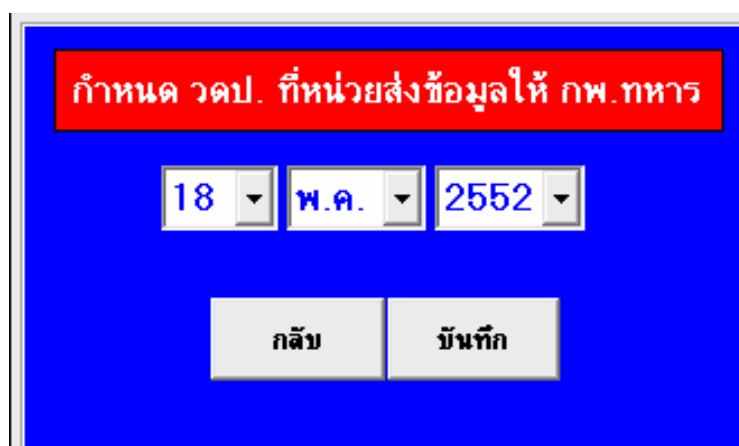 กำหนด วดป. ที่หน่วยส่งข้อมูลให้ กพ.ทหาร
18 พ.ค. 2552
กลับ บันทึก